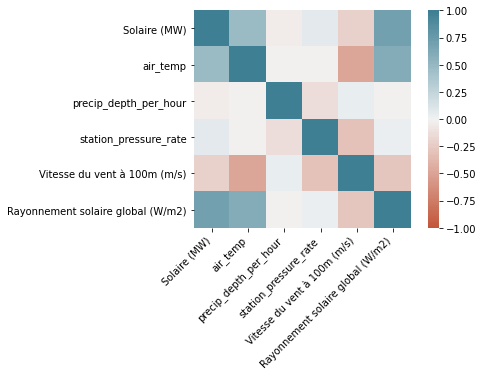 Solaire (MW)
air_temp
precip_depth_per_hour
station_pressure_rate
Vitesse du vent à 100m (m/s)
Rayonnement solaire global (W/m2)
Solaire (MW)
air_temp
precip_depth_per_hour
station_pressure_rate
Vitesse du vent à 100m (m/s)
Rayonnement solaire global (W/m2)
1.00
0.75
0.50
0.25
0.00
−0.25
−0.50
−0.75
−1.00